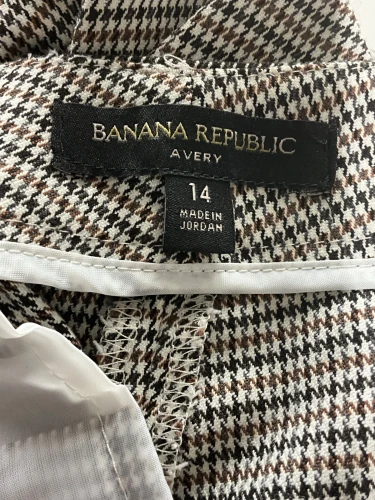 BANANA REPUBLIC
AVERY
14
MADE IN
JORDAN